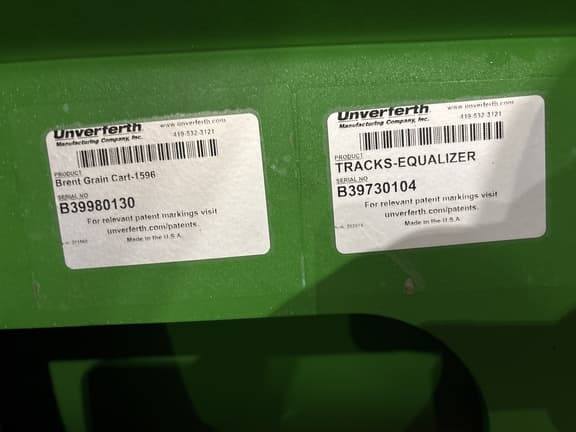 Unverferth
www.unverferth.com
Manufacturing Company, Inc.
419-532-3121
PRODUCT
Brent Grain Cart-1596
SERIAL NO
B39980130
For relevant patent markings visit
unverferth.com/patents.
Made in the U.S.A.
Unverferth
www.unverferth.com
Manufacturing Company, Inc.
419-532-3121
PRODUCT
TRACKS-EQUALIZER
SERIAL NO
B39730104
For relevant patent markings visit
unverferth.com/patents.
Made in the U.S.A.